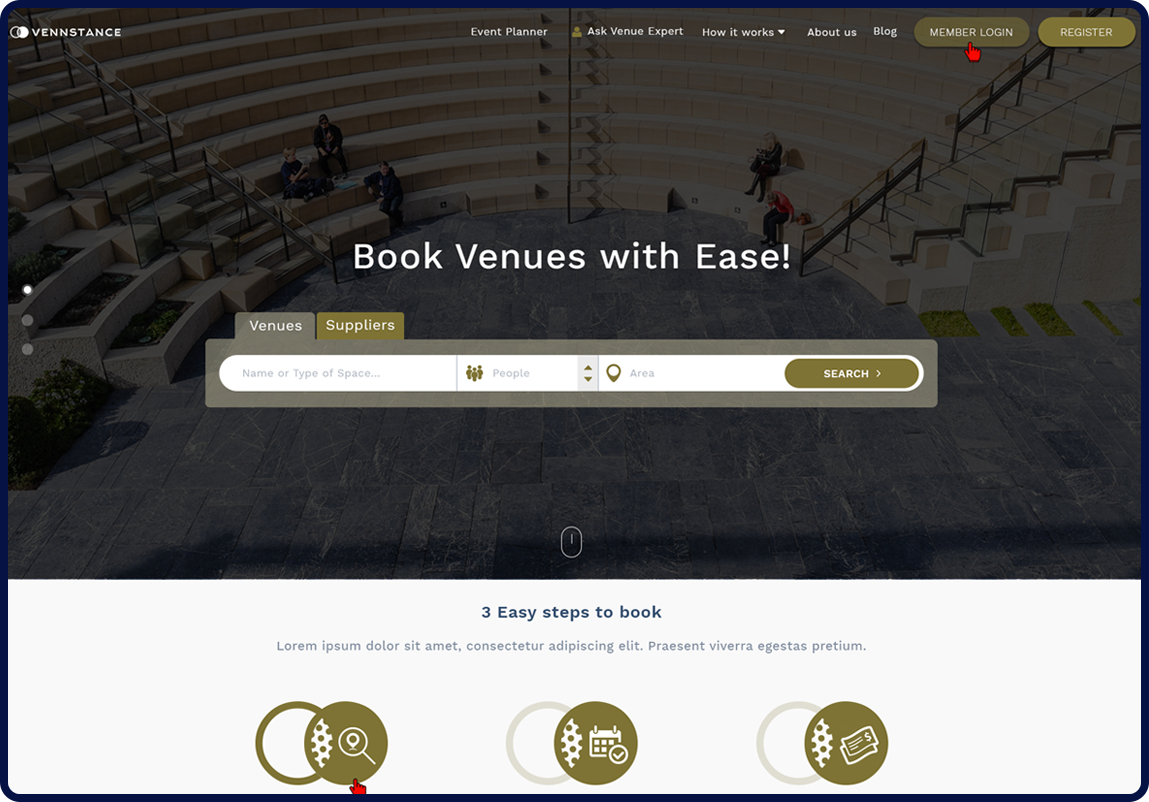 VENNSTANCE
Event Planner
Ask Venue Expert
How it works
About us
Blog
MEMBER LOGIN
REGISTER
Book Venues with Ease!
Venues
Suppliers
Name or Type of Space...
People
Area
SEARCH >
3 Easy steps to book
Lorem ipsum dolor sit amet, consectetur adipiscing elit. Praesent viverra egestas pretium.
$